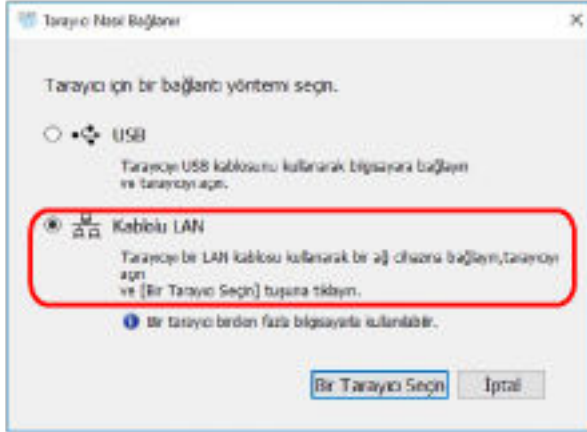 Tarayıcı Nasıl Bağlanır
Tarayıcı için bir bağlantı yöntemi seçin.
USB
Tarayıcıyı USB kablosunu kullanarak bilgisayara bağlayın
ve tarayıcıyı açın.
Kablolu LAN
Tarayıcıyı bir LAN kablosu kullanarak bir ağ cihazına bağlayın,tarayıcıyı
açın
ve [Bir Tarayıcı Seçin] tuşuna tıklayın.
Bir tarayıcı birden fazla bilgisayarla kullanılabilir.
Bir Tarayıcı Seçin
İptal